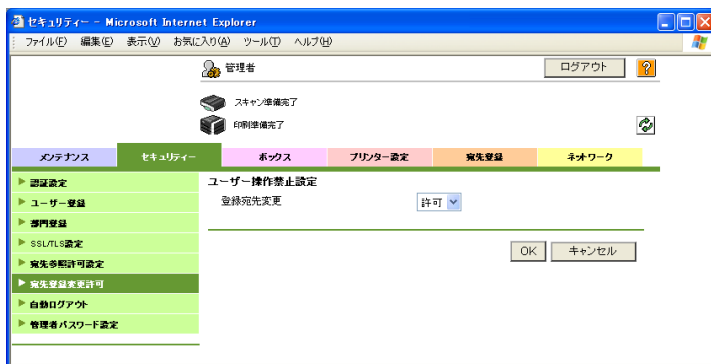 セキュリティー - Microsoft Internet Explorer
ファイル(F) 編集(E) 表示(V) お気に入り(A) ツール(T) ヘルプ(H)
管理者 ログアウト ?
スキャン準備完了
印刷準備完了
メンテナンス セキュリティー ボックス プリンター設定 宛先登録 ネットワーク
認証設定
ユーザー登録
部門登録
SSL/TLS設定
宛先参照許可設定
宛先登録変更許可
自動ログアウト
管理者パスワード設定
ユーザー操作禁止設定
登録宛先変更 許可
OK キャンセル